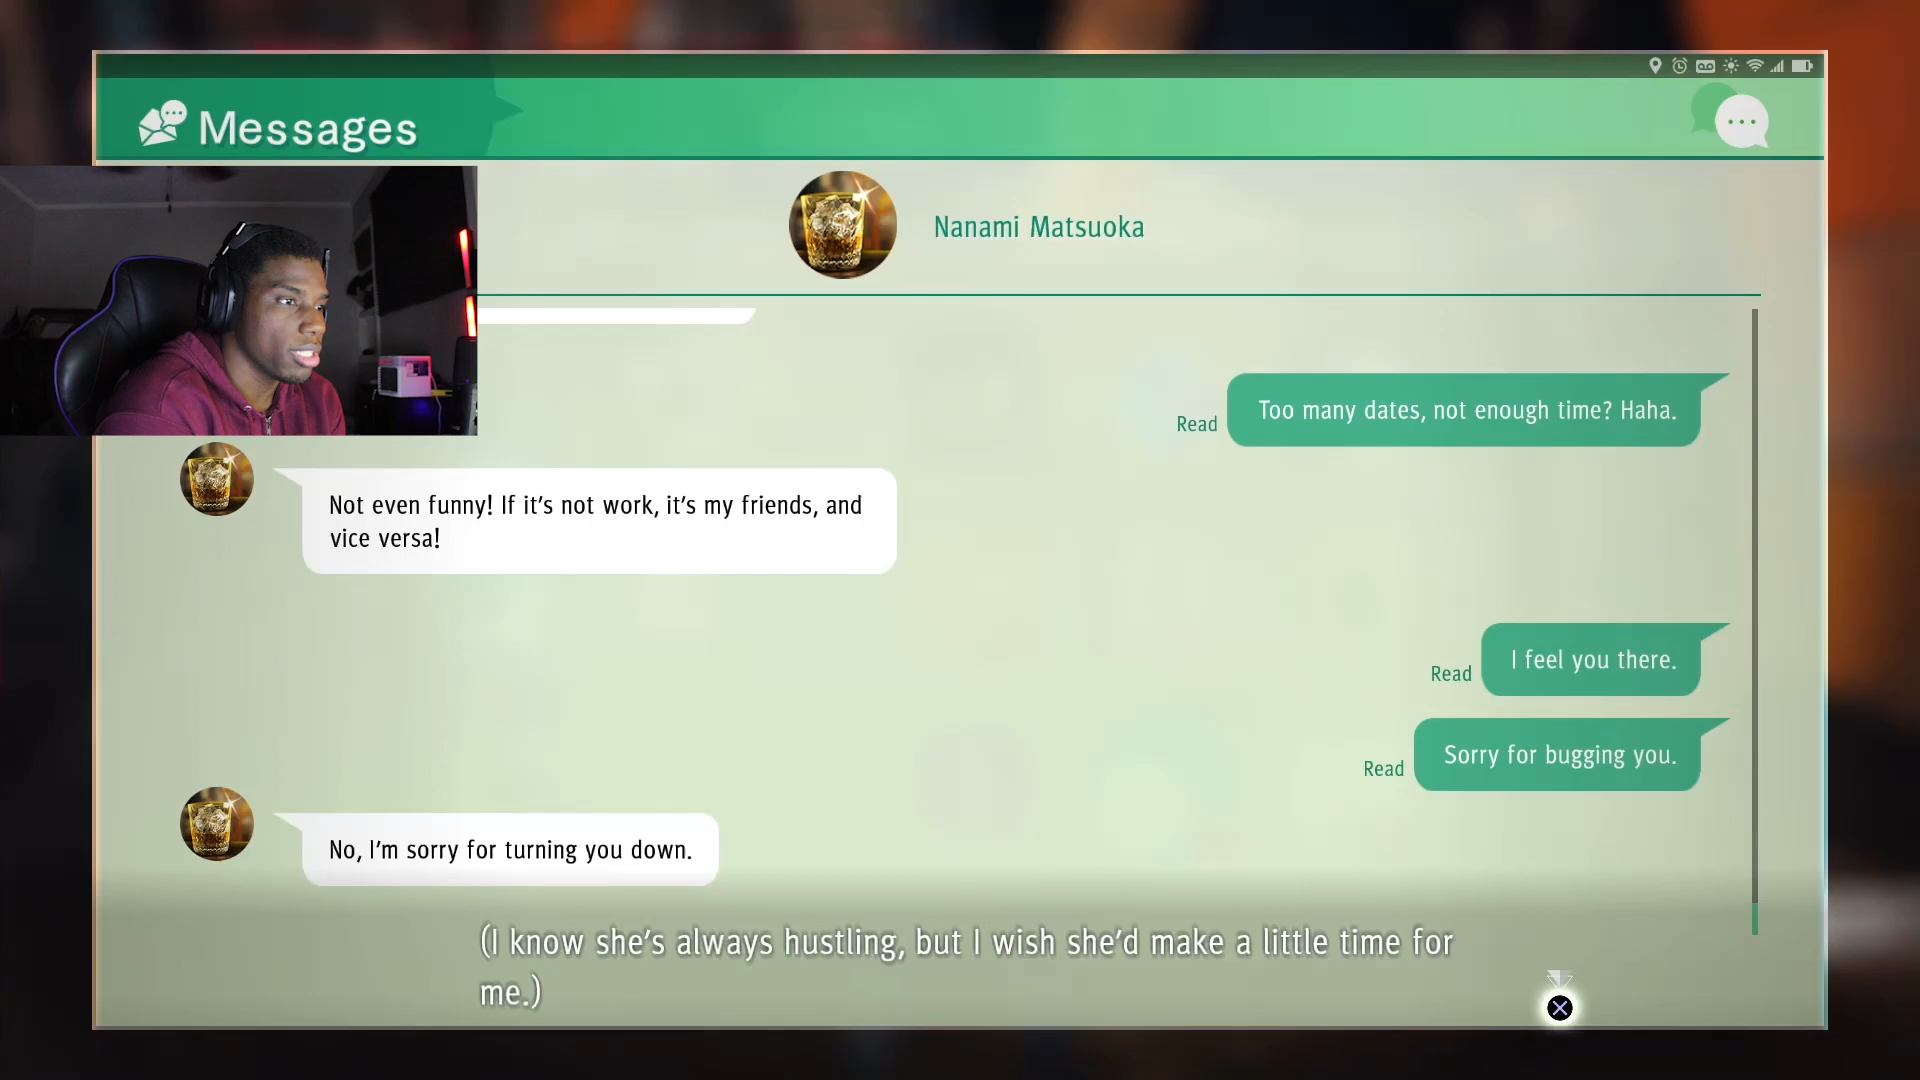 Messages
Nanami Matsuoka
Too many dates, not enough time? Haha.
Read
Not even funny! If it's not work, it's my friends, and
vice versa!
I feel you there.
Read
Sorry for bugging you.
Read
No, I'm sorry for turning you down.
(I know she's always hustling, but I wish she'd make a little time for
me.)